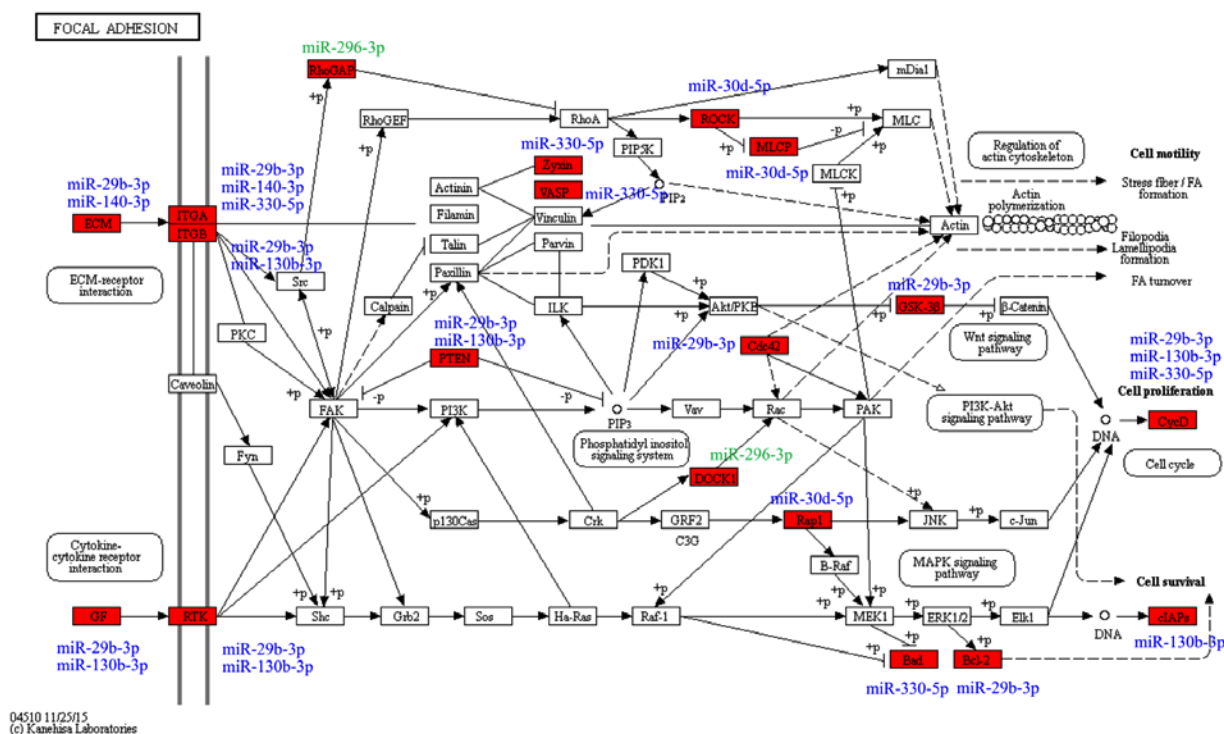 FOCAL ADHESION
miR-296-3p
RhoGAP
mDia1
miR-30d-5p
+p
RhoGEF
RhoA
ROCK
+p
MLC
+p
-p
MLCP
PIP5K
miR-30d-5p
MLCK
+p
Regulation of
actin cytoskeleton
Cell motility
Stress fiber / FA
formation
miR-330-5p
Zyxin
VASP
miR-330-5p
PIP2
+p
miR-29b-3p
miR-140-3p
ECM
miR-29b-3p
miR-140-3p
miR-330-5p
ITGA
ITGB
Actinin
Filamin
Talin
Paxillin
Vinculin
Parvin
Actin
polymerization
Actin
Filopodia
Lamellipodia
formation
FA turnover
miR-29b-3p
miR-130b-3p
Src
ECM-receptor
interaction
PDK1
+p
+p
Calpain
ILK
Akt/PKB
+p
+p
miR-29b-3p
GSK-3β
+p
β-Catenin
Wnt signaling
pathway
PKC
+p
miR-29b-3p
miR-130b-3p
PTEN
miR-29b-3p
Cdc42
miR-29b-3p
miR-130b-3p
miR-330-5p
Cell proliferation
Caveolin
+p
-p
-p
FAK
PI3K
PIP3
Vav
Rac
PAK
PI3K-Akt
signaling pathway
DNA
CycD
Phosphatidyl inositol
signaling system
Cell cycle
Fyn
miR-296-3p
DOCK1
+p
p130Cas
Crk
GRF2
C3G
miR-30d-5p
Rap1
+p
JNK
+p
c-Jun
Cytokine-
cytokine receptor
interaction
B-Raf
MAPK signaling
pathway
Cell survival
+p
+p
+p
+p
+p
GF
RTK
Shc
Grb2
Sos
Ha-Ras
Raf-1
+p
MEK1
+p
ERK1/2
+p
Elk1
DNA
cIAPs
miR-130b-3p
miR-29b-3p
miR-130b-3p
miR-29b-3p
miR-130b-3p
+p
+p
Bad
Bcl-2
miR-330-5p
miR-29b-3p
04510 11/25/15
(c) Kanehisa Laboratories